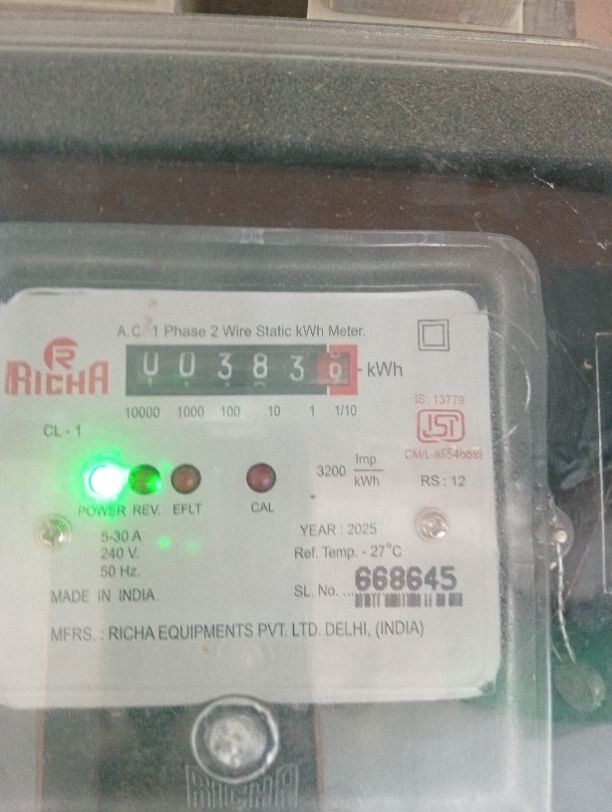 A.C. 1 Phase 2 Wire Static kWh Meter.
R
RICHA
0 0 3 8 3 9 - kWh
10000 1000 100 10 1 1/10
IS: 13779
ISI
CL - 1
3200 Imp
kWh
RS : 12
POWER REV. EFLT CAL
5-30 A
240 V.
50 Hz.
YEAR : 2025
Ref. Temp. - 27°C
MADE IN INDIA
SL. No. ... 668645
MFRS. : RICHA EQUIPMENTS PVT. LTD. DELHI, (INDIA)
RICHA